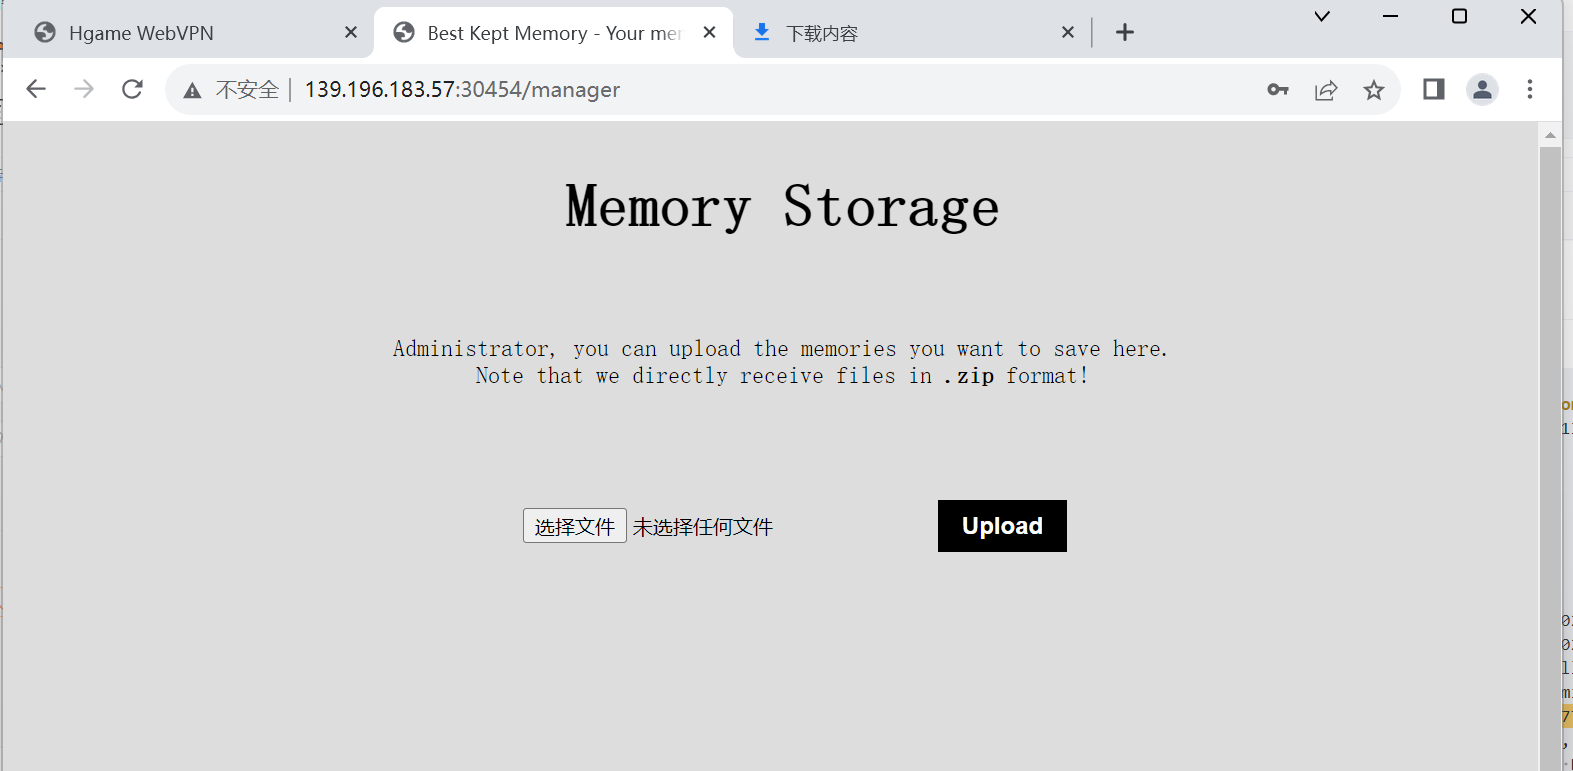 Hgame WebVPN
Best Kept Memory - Your mer
下载内容
不安全 139.196.183.57:30454/manager
Memory Storage
Administrator, you can upload the memories you want to save here.
Note that we directly receive files in .zip format!
选择文件 未选择任何文件
Upload